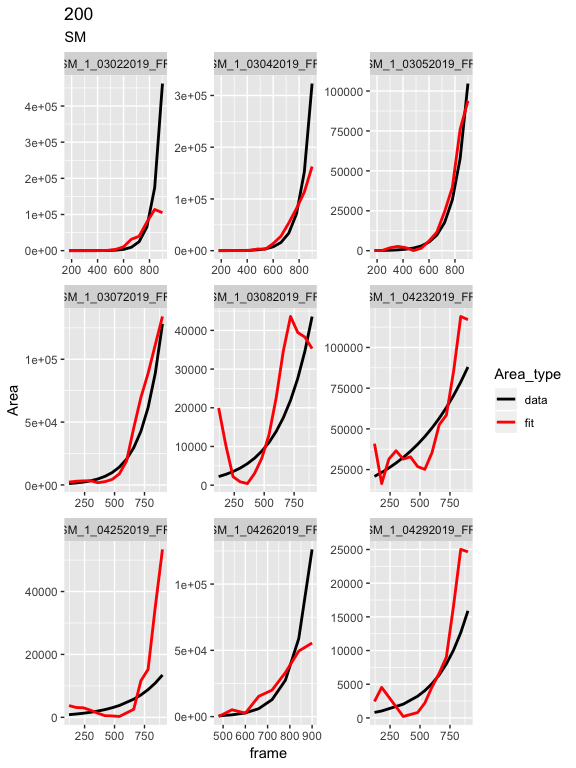 200
SM
SM_1_03022019_FF SM_1_03042019_FF SM_1_03052019_FF
4e+05
3e+05
2e+05
1e+05
0e+00
3e+05
2e+05
1e+05
0e+00
100000
75000
50000
25000
0
200 400 600 800
200 400 600 800
200 400 600 800
SM_1_03072019_FF SM_1_03082019_FF SM_1_04232019_FF
1e+05
5e+04
0e+00
40000
30000
20000
10000
0
100000
75000
50000
25000
250 500 750
250 500 750
250 500 750
SM_1_04252019_FF SM_1_04262019_FF SM_1_04292019_FF
40000
20000
0
1e+05
5e+04
0e+00
25000
20000
15000
10000
5000
0
250 500 750
500 600 700 800 900
250 500 750
frame
Area
Area_type
data
fit